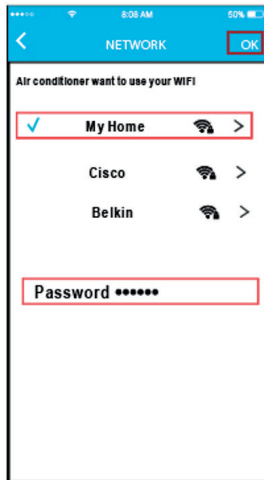 8:08 AM 50%
NETWORK OK
Air conditioner want to use your WIFI
My Home
Cisco
Belkin
Password ••••••